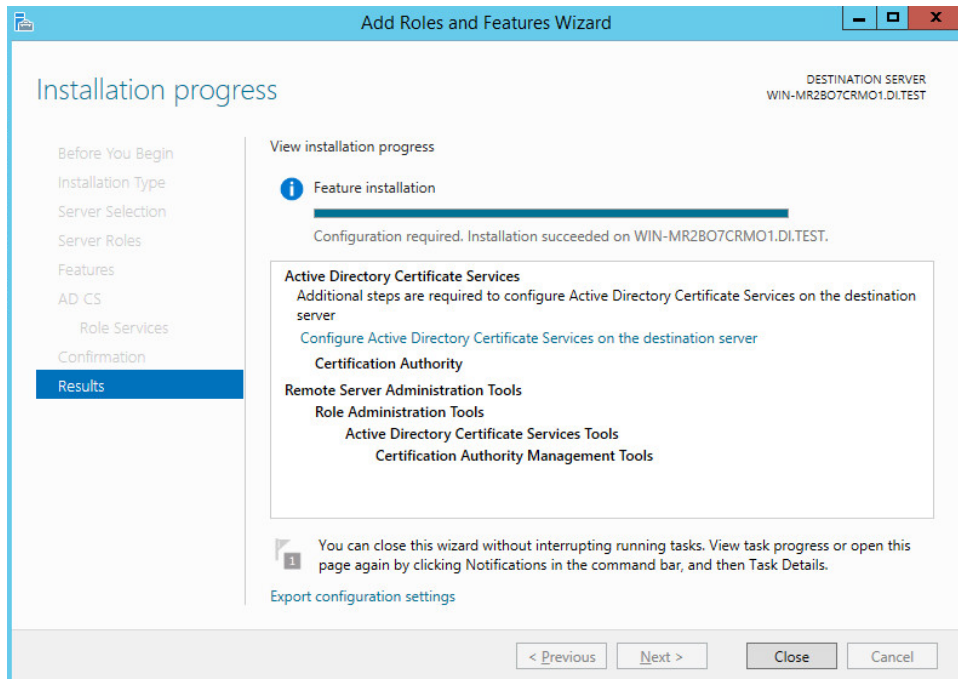 Add Roles and Features Wizard
Installation progress
DESTINATION SERVER
WIN-MR2BO7CRMO1.DI.TEST
Before You Begin
Installation Type
Server Selection
Server Roles
Features
AD CS
Role Services
Confirmation
Results
View installation progress
Feature installation
Configuration required. Installation succeeded on WIN-MR2BO7CRMO1.DI.TEST.
Active Directory Certificate Services
Additional steps are required to configure Active Directory Certificate Services on the destination
server
Configure Active Directory Certificate Services on the destination server
Certification Authority
Remote Server Administration Tools
Role Administration Tools
Active Directory Certificate Services Tools
Certification Authority Management Tools
1
You can close this wizard without interrupting running tasks. View task progress or open this
page again by clicking Notifications in the command bar, and then Task Details.
Export configuration settings
< Previous
Next >
Close
Cancel